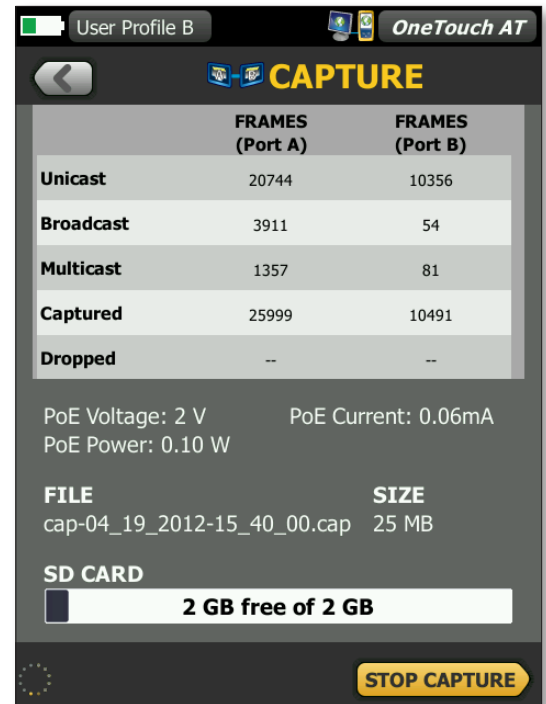 User Profile B
OneTouch AT
CAPTURE
FRAMES FRAMES
(Port A) (Port B)
Unicast 20744 10356
Broadcast 3911 54
Multicast 1357 81
Captured 25999 10491
Dropped -- --
PoE Voltage: 2 V PoE Current: 0.06mA
PoE Power: 0.10 W
FILE SIZE
cap-04_19_2012-15_40_00.cap 25 MB
SD CARD
2 GB free of 2 GB
STOP CAPTURE